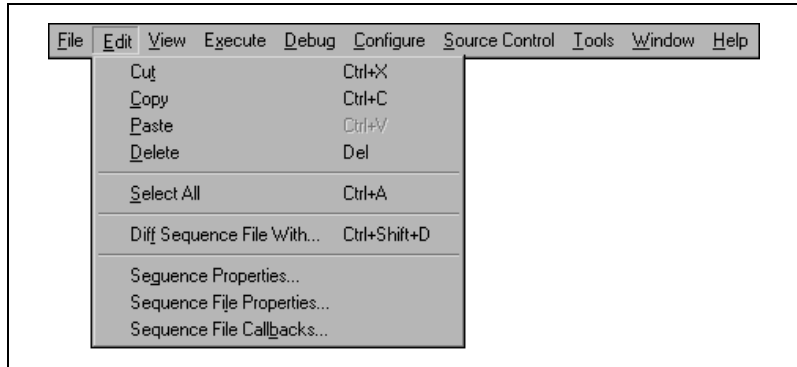 File Edit View Execute Debug Configure Source Control Tools Window Help
Cut Ctrl+X
Copy Ctrl+C
Paste Ctrl+V
Delete Del
Select All Ctrl+A
Diff Sequence File With... Ctrl+Shift+D
Sequence Properties...
Sequence File Properties...
Sequence File Callbacks...